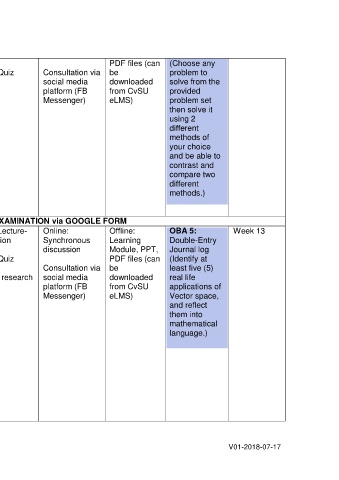 Quiz
Consultation via
social media
platform (FB
Messenger)
PDF files (can
be
downloaded
from CvSU
eLMS)
(Choose any
problem to
solve from the
provided
problem set
then solve it
using 2
different
methods of
your choice
and be able to
contrast and
compare two
different
methods.)
XAMINATION via GOOGLE FORM
Lecture-
ion
Quiz
research
Online:
Synchronous
discussion
Consultation via
social media
platform (FB
Messenger)
Offline:
Learning
Module, PPT,
PDF files (can
be
downloaded
from CvSU
eLMS)
OBA 5:
Double-Entry
Journal log
(Identify at
least five (5)
real life
applications of
Vector space,
and reflect
them into
mathematical
language.)
Week 13
V01-2018-07-17